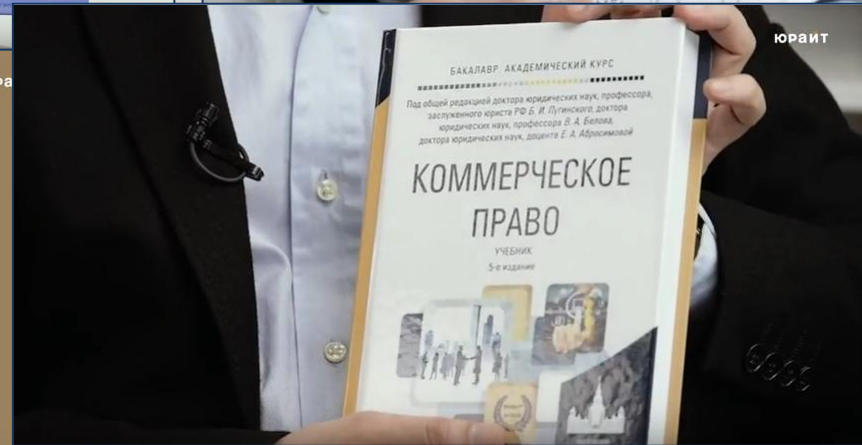 юрайт
БАКАЛАВР. АКАДЕМИЧЕСКИЙ КУРС
Под общей редакцией доктора юридических наук, профессора,
заслуженного юриста РФ Б. И. Пугинского, доктора
юридических наук, профессора В. А. Белова,
доктора юридических наук, доцента Е. А. Абросимовой
КОММЕРЧЕСКОЕ
ПРАВО
УЧЕБНИК
5-е издание